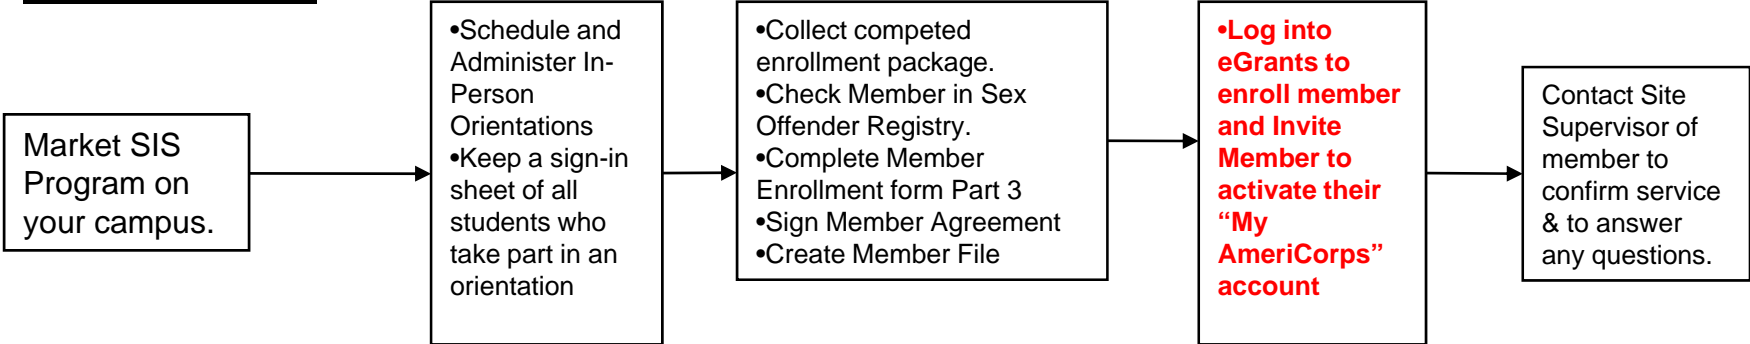 Market SIS
Program on
your campus.
•Schedule and
Administer In-
Person
Orientations
•Keep a sign-in
sheet of all
students who
take part in an
orientation
•Collect competed
enrollment package.
•Check Member in Sex
Offender Registry.
•Complete Member
Enrollment form Part 3
•Sign Member Agreement
•Create Member File
•Log into
eGrants to
enroll member
and Invite
Member to
activate their
“My
AmeriCorps”
account
Contact Site
Supervisor of
member to
confirm service
& to answer
any questions.